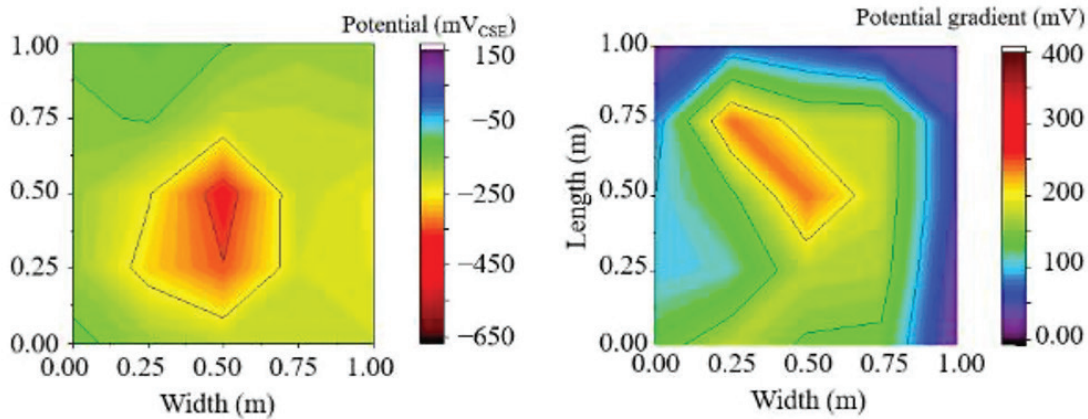 Potential (mV_CSE)
1.00
0.75
0.50
0.25
0.00
0.00 0.25 0.50 0.75 1.00
Width (m)
150
−50
−250
−450
−650
Potential gradient (mV)
Length (m)
1.00
0.75
0.50
0.25
0.00
0.00 0.25 0.50 0.75 1.00
Width (m)
400
300
200
100
0.00